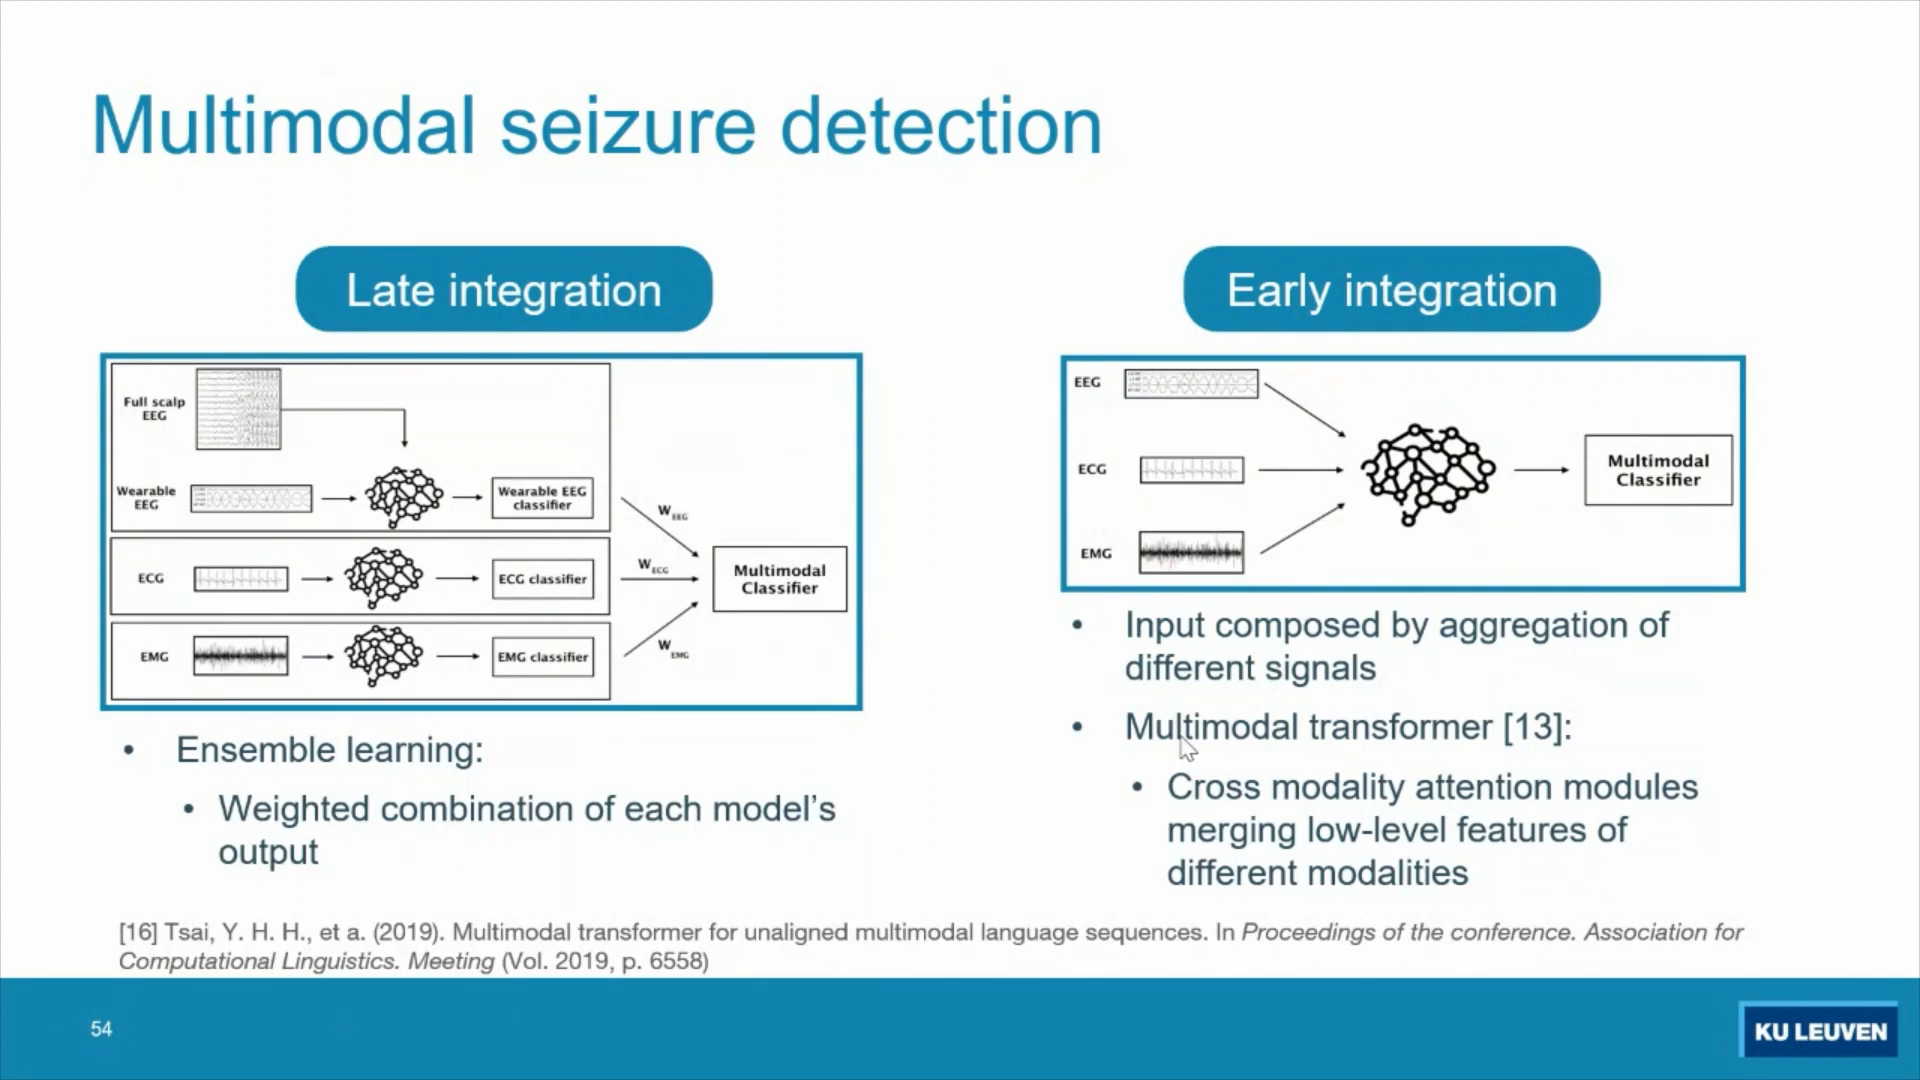 Multimodal seizure detection
Late integration
Full scalp
EEG
Wearable
EEG
Wearable EEG
classifier
ECG
ECG classifier
EMG
EMG classifier
W EEG
W ECG
W EMG
Multimodal
Classifier
• Ensemble learning:
• Weighted combination of each model's
output
Early integration
EEG
ECG
EMG
Multimodal
Classifier
• Input composed by aggregation of
different signals
• Multimodal transformer [13]:
• Cross modality attention modules
merging low-level features of
different modalities
[16] Tsai, Y. H. H., et a. (2019). Multimodal transformer for unaligned multimodal language sequences. In Proceedings of the conference. Association for
Computational Linguistics. Meeting (Vol. 2019, p. 6558)
54
KU LEUVEN